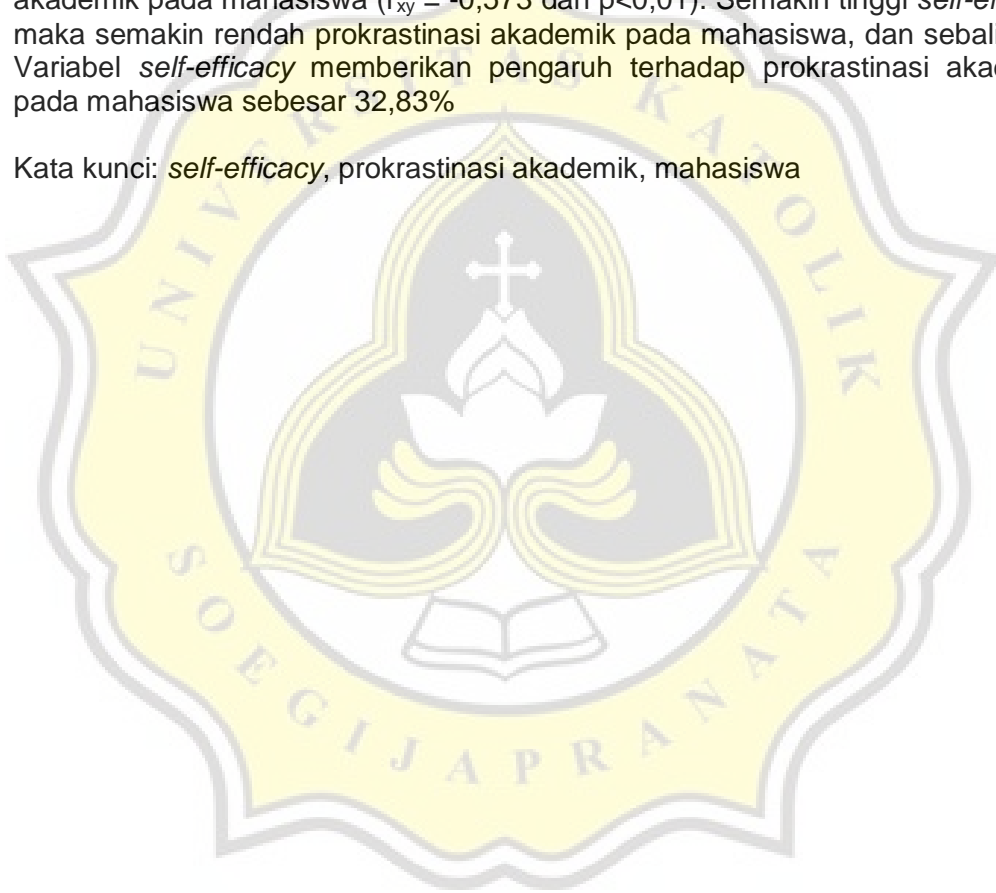 akademik pada mahasiswa (rxy = -0,573 dan p<0,01). Semakin tinggi
maka semakin rendah prokrastinasi akademik pada mahasiswa, dan
Variabel self-efficacy memberikan pengaruh terhadap prokrastinasi
pada mahasiswa sebesar 32,83%
Kata kunci: self-efficacy, prokrastinasi akademik, mahasiswa
UNIVERSITAS KATOLIK
SOEGIJAPRANATA